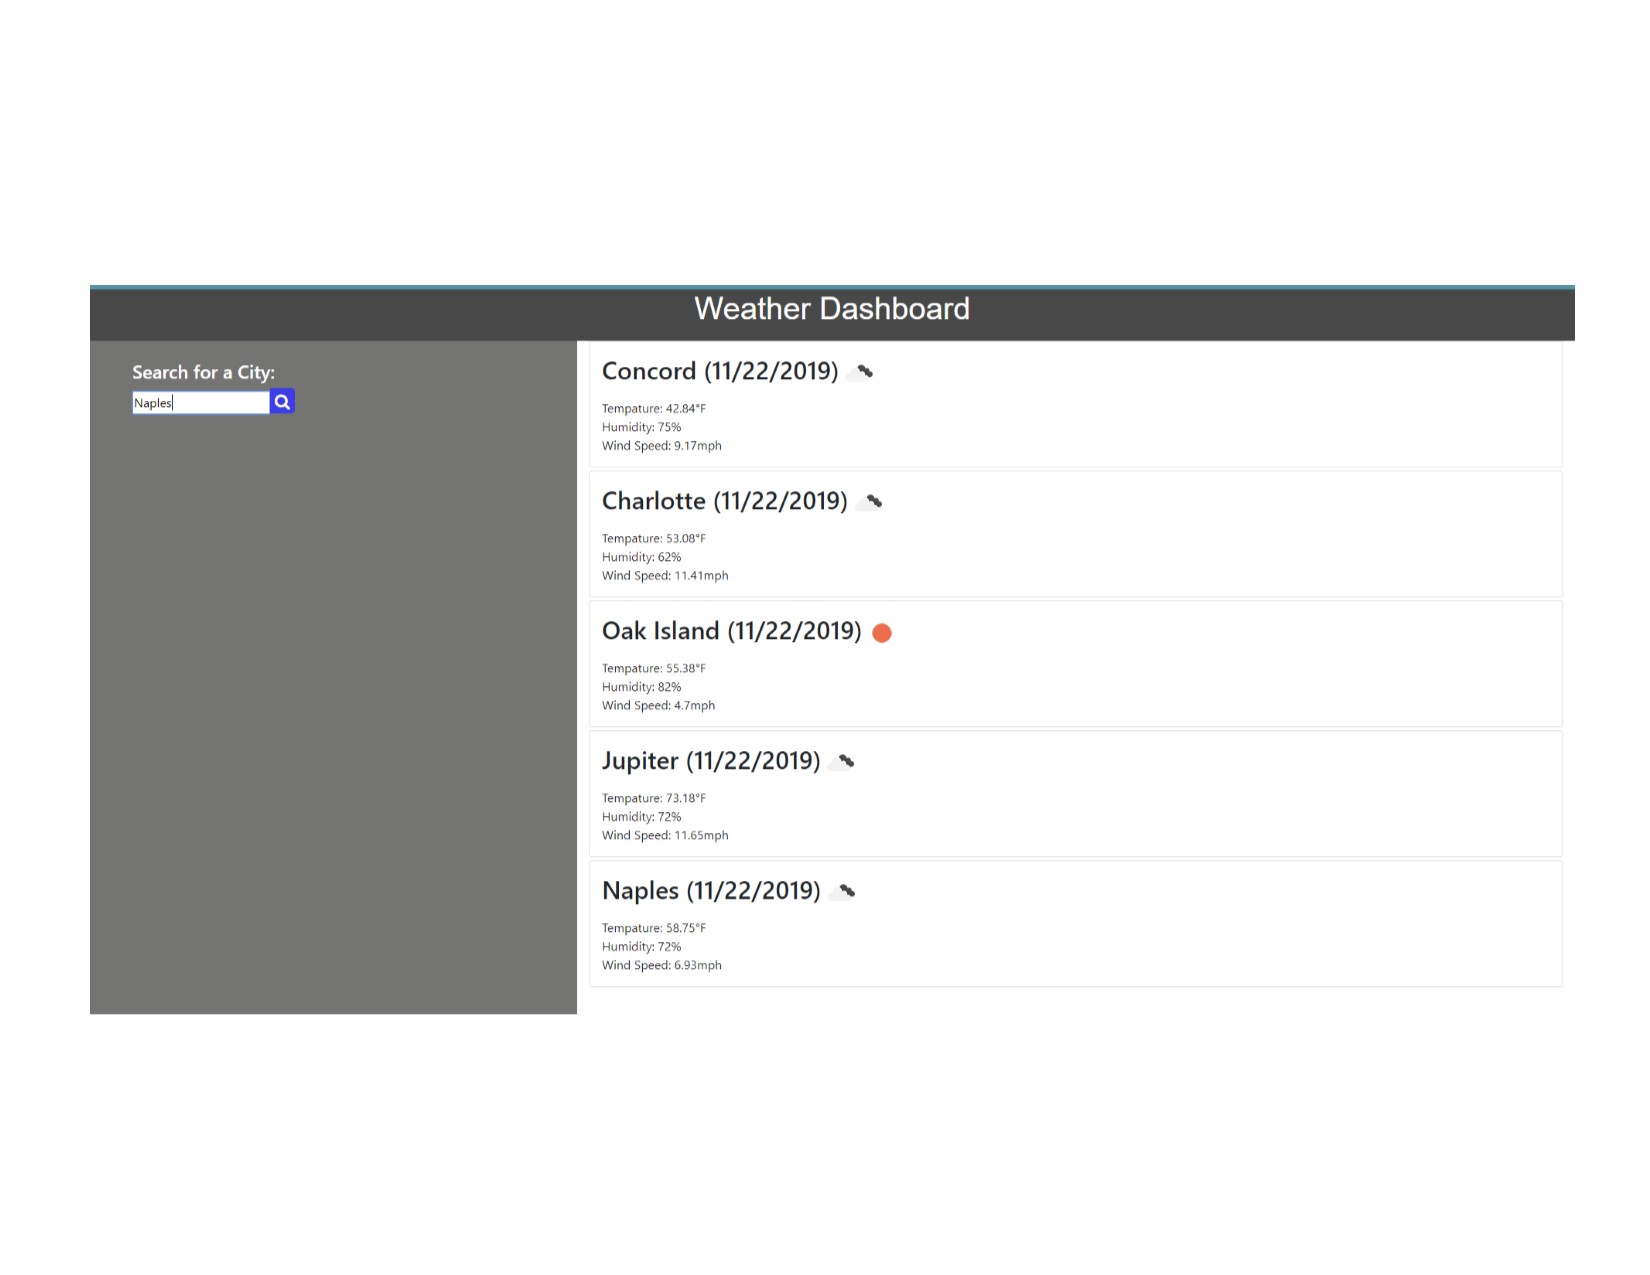 Weather Dashboard
Search for a City:
Naples
Concord (11/22/2019)
Tempature: 42.84°F
Humidity: 75%
Wind Speed: 9.17mph
Charlotte (11/22/2019)
Tempature: 53.08°F
Humidity: 62%
Wind Speed: 11.41mph
Oak Island (11/22/2019)
Tempature: 55.38°F
Humidity: 82%
Wind Speed: 4.7mph
Jupiter (11/22/2019)
Tempature: 73.18°F
Humidity: 72%
Wind Speed: 11.65mph
Naples (11/22/2019)
Tempature: 58.75°F
Humidity: 72%
Wind Speed: 6.93mph